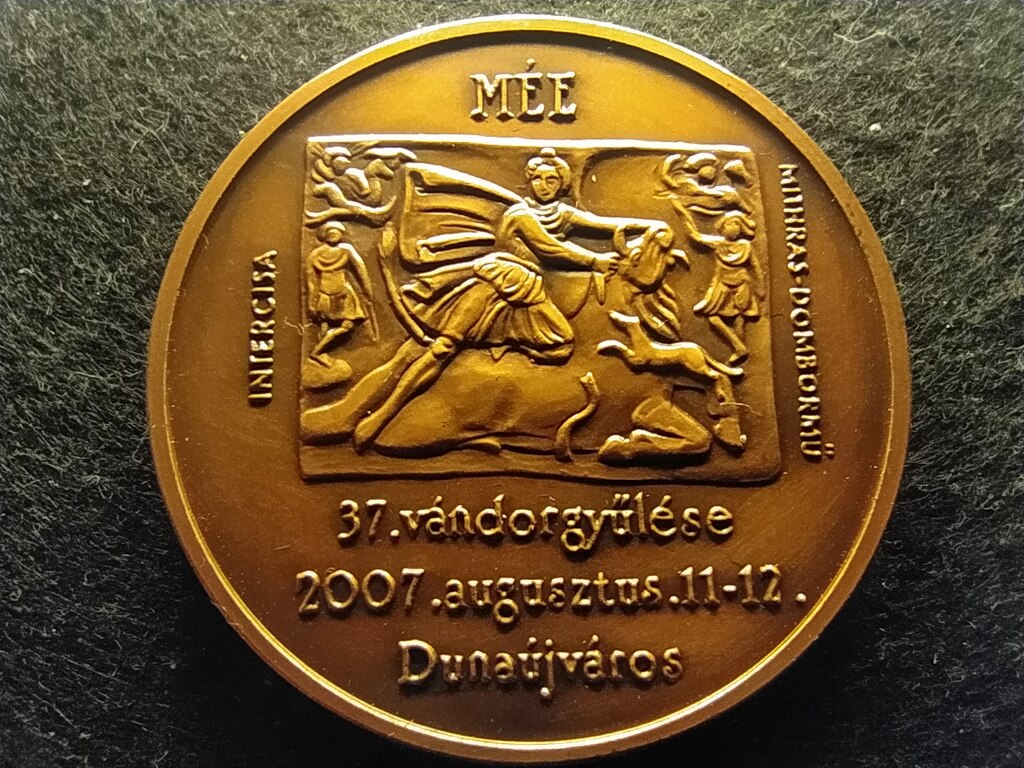 MÉE
INTERCISA
MITHRAS-DOMBORMŰ
37.vándorgyűlése
2007.augusztus.11-12.
Dunaújváros